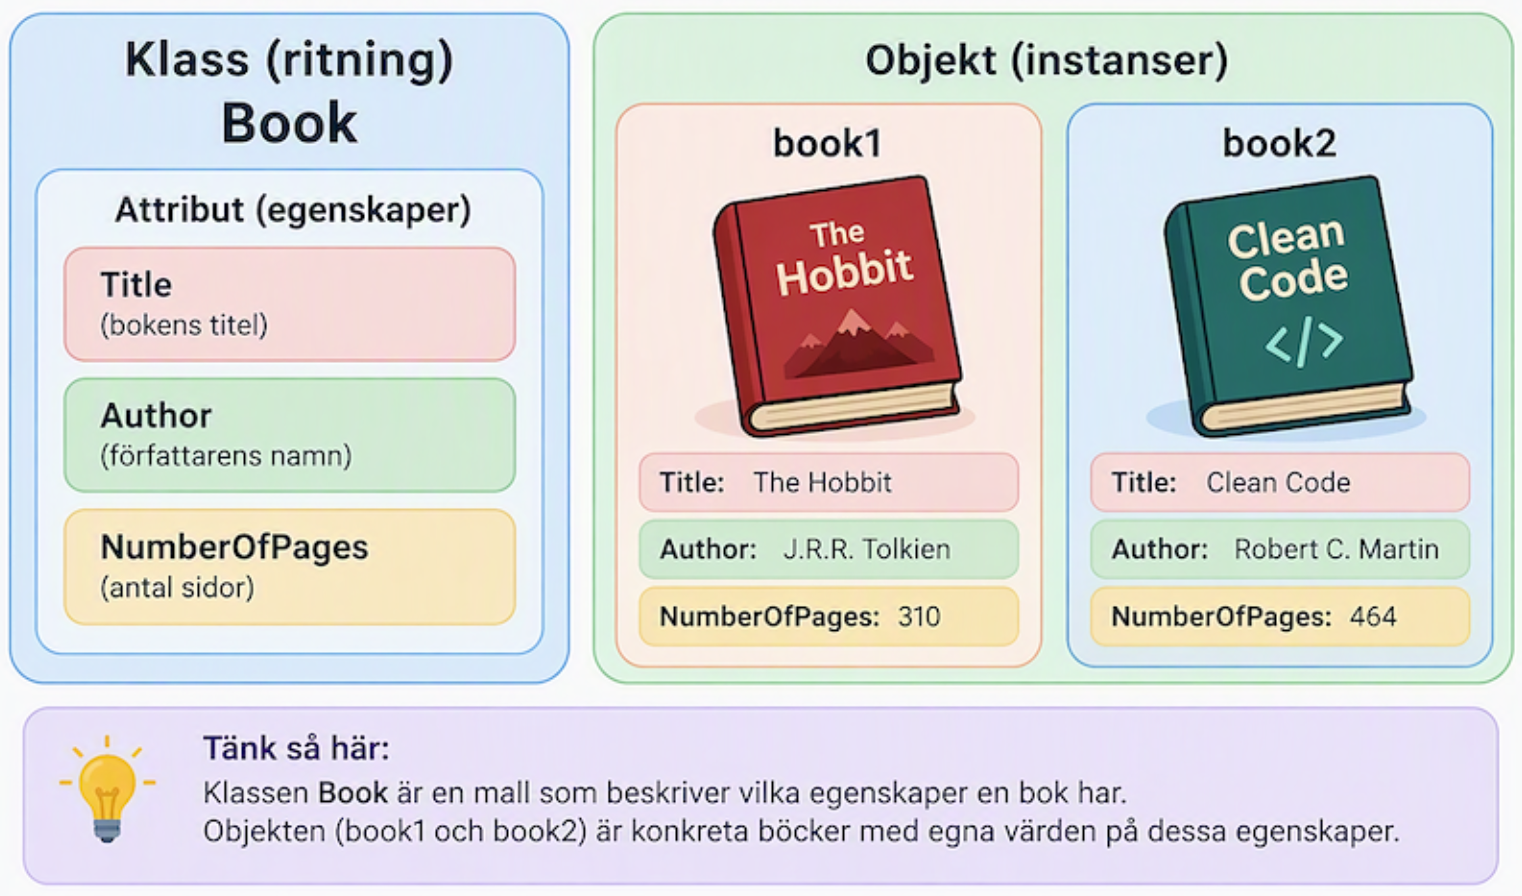 Klass (ritning)
Book
Attribut (egenskaper)
Title
(bokens titel)
Author
(författarens namn)
NumberOfPages
(antal sidor)
Objekt (instanser)
book1
The
Hobbit
Title: The Hobbit
Author: J.R.R. Tolkien
NumberOfPages: 310
book2
Clean
Code
</>
Title: Clean Code
Author: Robert C. Martin
NumberOfPages: 464
Tänk så här:
Klassen Book är en mall som beskriver vilka egenskaper en bok har.
Objekten (book1 och book2) är konkreta böcker med egna värden på dessa egenskaper.